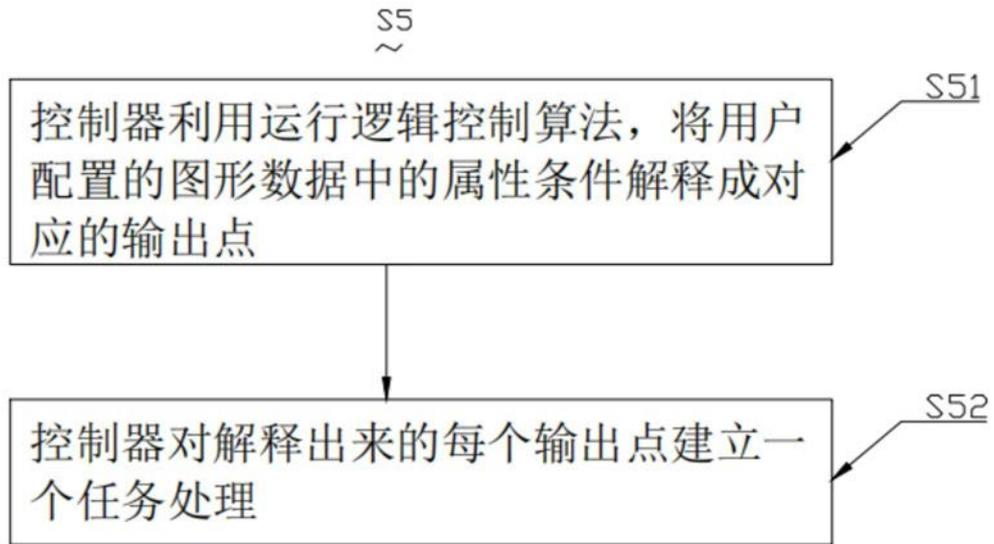 S5
~
S51
控制器利用运行逻辑控制算法，将用户
配置的图形数据中的属性条件解释成对
应的输出点
S52
控制器对解释出来的每个输出点建立一
个任务处理